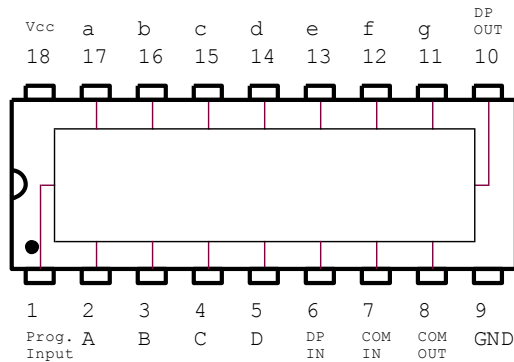 Vcc a b c d e f g DP OUT
18 17 16 15 14 13 12 11 10
1 2 3 4 5 6 7 8 9
Prog. Input A B C D DP IN COM IN COM OUT GND